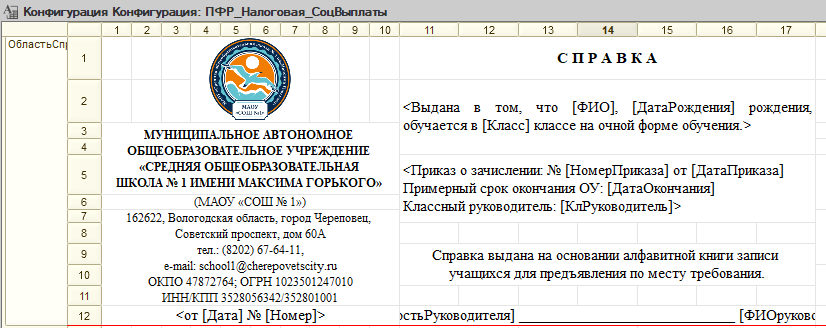 Конфигурация Конфигурация: ПФР_Налоговая_СоцВыплаты
1 2 3 4 5 6 7 8 9 10 11 12 13 14 15 16 17
ОбластьСпр
1
2
3
4
5
6
7
8
9
10
11
12
МАОУ
«СОШ №1»
МУНИЦИПАЛЬНОЕ АВТОНОМНОЕ
ОБЩЕОБРАЗОВАТЕЛЬНОЕ УЧРЕЖДЕНИЕ
«СРЕДНЯЯ ОБЩЕОБРАЗОВАТЕЛЬНАЯ
ШКОЛА № 1 ИМЕНИ МАКСИМА ГОРЬКОГО»
(МАОУ «СОШ № 1»)
162622, Вологодская область, город Череповец,
Советский проспект, дом 60А
тел.: (8202) 67-64-11,
e-mail: school1@cherepovetscity.ru
ОКПО 47872764; ОГРН 1023501247010
ИНН/КПП 3528056342/352801001
<от [Дата] № [Номер]>
С П Р А В К А
<Выдана в том, что [ФИО], [ДатаРождения] рождения,
обучается в [Класс] классе на очной форме обучения.>
<Приказ о зачислении: № [НомерПриказа] от [ДатаПриказа]
Примерный срок окончания ОУ: [ДатаОкончания]
Классный руководитель: [КлРуководитель]>
Справка выдана на основании алфавитной книги записи
учащихся для предъявления по месту требования.
остьРуководителя] ______________________________ [ФИОруково